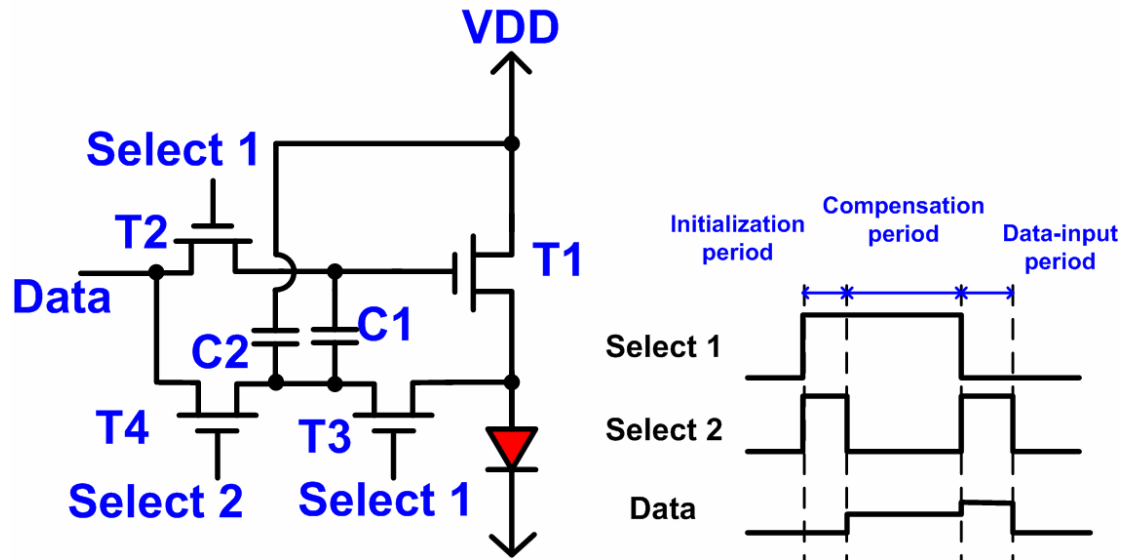 VDD
Select 1
T2
T1
Data
C2
C1
T4
T3
Select 2
Select 1
Initialization
period
Compensation
period
Data-input
period
Select 1
Select 2
Data